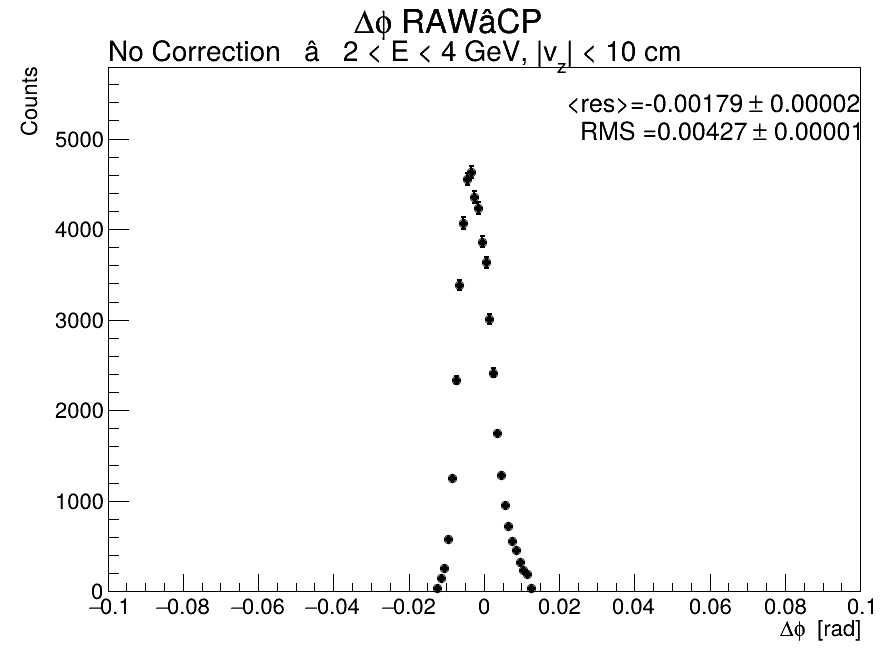 Δϕ RAWâCP
No Correction â 2 < E < 4 GeV, |v_z| < 10 cm
Counts
<res>=-0.00179 ± 0.00002
RMS =0.00427 ± 0.00001
5000
4000
3000
2000
1000
0
−0.1 −0.08 −0.06 −0.04 −0.02 0 0.02 0.04 0.06 0.08 0.1
Δϕ [rad]